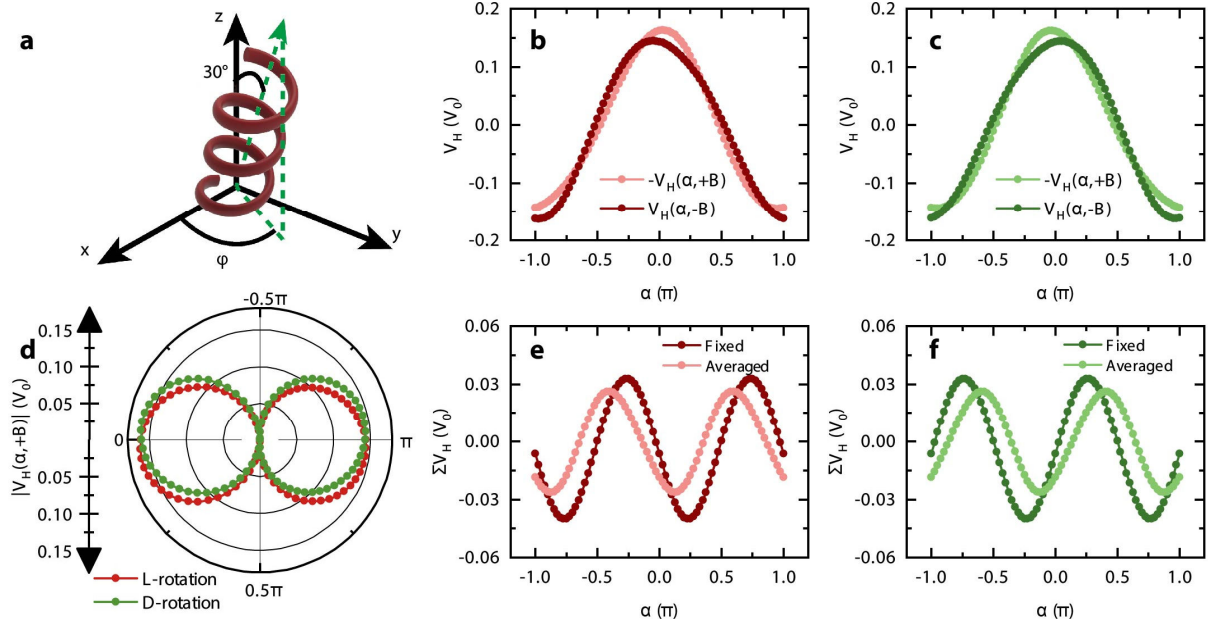 a
z
30°
x
y
φ
b
V_H (V_0)
0.2
0.1
0.0
-0.1
-0.2
-V_H(α,+B)
V_H(α,-B)
-1.0 -0.5 0.0 0.5 1.0
α (π)
c
V_H (V_0)
0.2
0.1
0.0
-0.1
-0.2
-V_H(α,+B)
V_H(α,-B)
-1.0 -0.5 0.0 0.5 1.0
α (π)
d
|V_H(α,+B)| (V_0)
0.15
0.10
0.05
0.05
0.10
0.15
-0.5π
0
π
0.5π
L-rotation
D-rotation
e
ΣV_H (V_0)
0.06
0.03
0.00
-0.03
-0.06
Fixed
Averaged
-1.0 -0.5 0.0 0.5 1.0
α (π)
f
ΣV_H (V_0)
0.06
0.03
0.00
-0.03
-0.06
Fixed
Averaged
-1.0 -0.5 0.0 0.5 1.0
α (π)